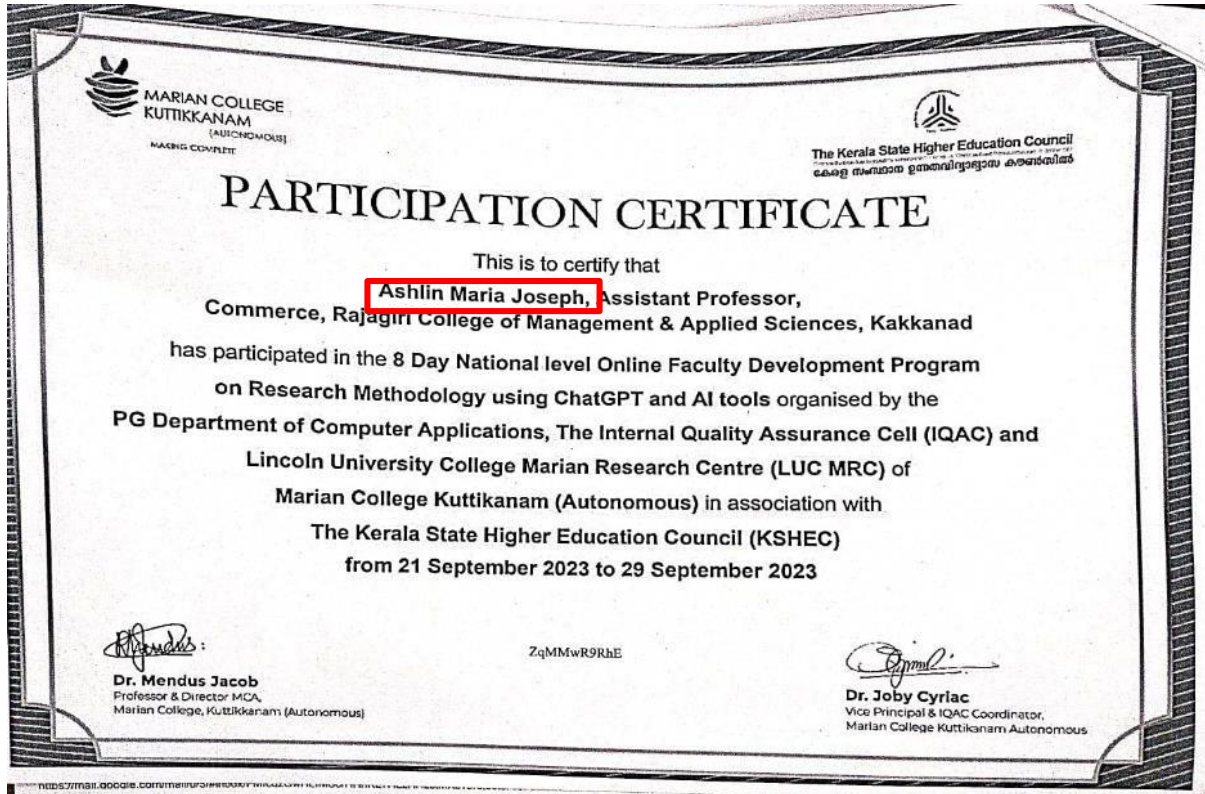 MARIAN COLLEGE
KUTTIKKANAM
(AUTONOMOUS)
MAKING COMPLETE
The Kerala State Higher Education Council
കേരള സംസ്ഥാന ഉന്നതവിദ്യാഭ്യാസ കൗൺസിൽ
PARTICIPATION CERTIFICATE
This is to certify that
Ashlin Maria Joseph, Assistant Professor,
Commerce, Rajagiri College of Management & Applied Sciences, Kakkanad
has participated in the 8 Day National level Online Faculty Development Program
on Research Methodology using ChatGPT and AI tools organised by the
PG Department of Computer Applications, The Internal Quality Assurance Cell (IQAC) and
Lincoln University College Marian Research Centre (LUC MRC) of
Marian College Kuttikanam (Autonomous) in association with
The Kerala State Higher Education Council (KSHEC)
from 21 September 2023 to 29 September 2023
ZqMMwR9RhE
Dr. Mendus Jacob
Professor & Director MCA,
Marian College, Kuttikkanam (Autonomous)
Dr. Joby Cyriac
Vice Principal & IQAC Coordinator,
Marian College Kuttikanam Autonomous